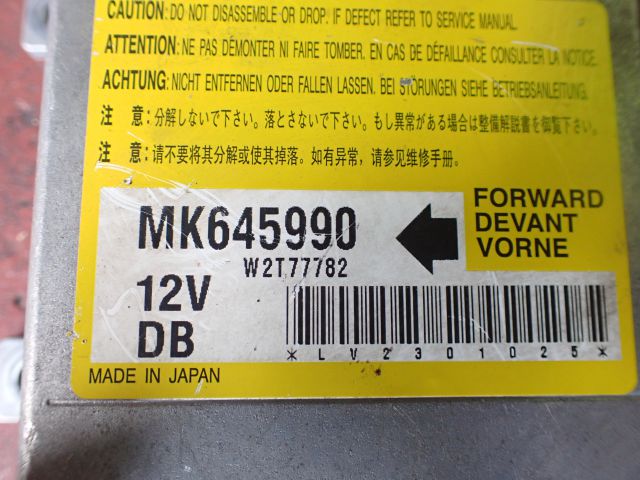 CAUTION: DO NOT DISASSEMBLE OR DROP. IF DEFECT REFER TO SERVICE MANUAL.
ATTENTION: NE PAS DÉMONTER NI FAIRE TOMBER. EN CAS DE DÉFAILLANCE CONSULTER LA NOTICE.
ACHTUNG: NICHT ENTFERNEN ODER FALLEN LASSEN. BEI STÖRUNGEN SIEHE BETRIEBSANLEITUNG.
注 意:分解しないで下さい。落とさないで下さい。もし異常がある場合は整備解説書を御覧下さい。
注 意:请不要将其分解或使其掉落。如有异常,请参见维修手册.
MK645990
W2T77782
FORWARD
DEVANT
VORNE
12V
DB
*LV2301025*
MADE IN JAPAN